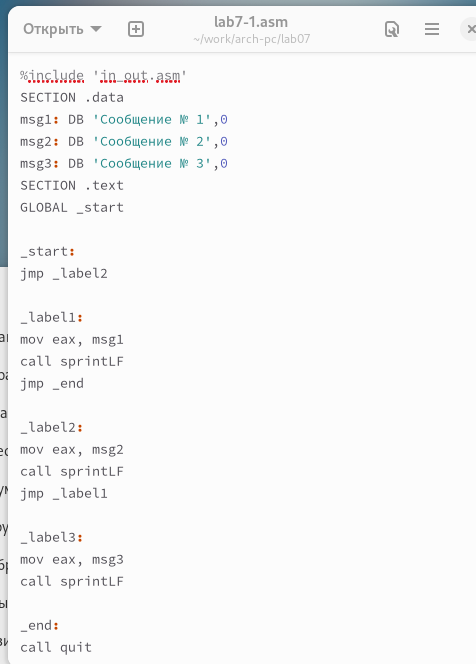 Открыть
lab7-1.asm
~/work/arch-pc/lab07
%include 'in_out.asm'
SECTION .data
msg1: DB 'Сообщение № 1',0
msg2: DB 'Сообщение № 2',0
msg3: DB 'Сообщение № 3',0
SECTION .text
GLOBAL _start
_start:
jmp _label2
_label1:
mov eax, msg1
call sprintLF
jmp _end
_label2:
mov eax, msg2
call sprintLF
jmp _label1
_label3:
mov eax, msg3
call sprintLF
_end:
call quit